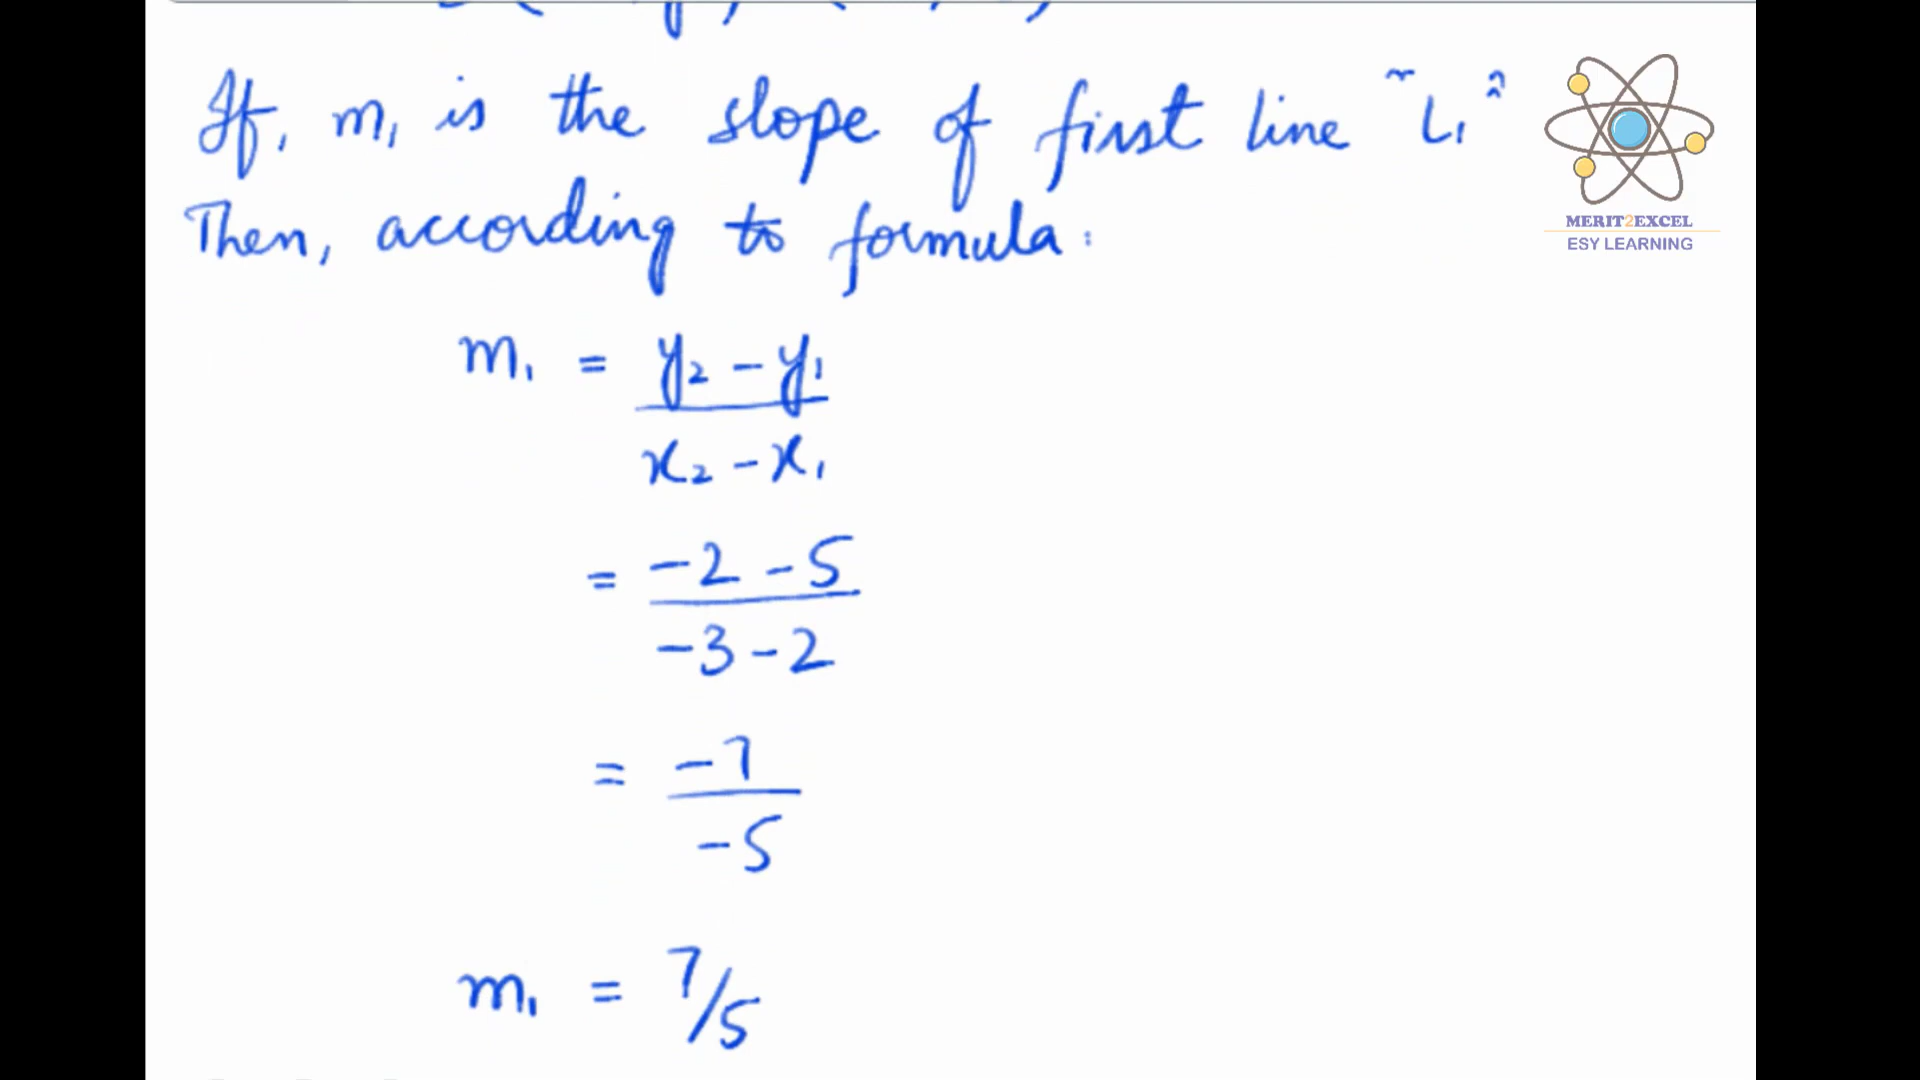 If, m₁ is the slope of first line "L₁"
MERIT2EXCEL
ESY LEARNING
Then, according to formula:
m₁ = y₂ - y₁
x₂ - x₁
= -2 - 5
-3 - 2
= -7
-5
m₁ = 7/5